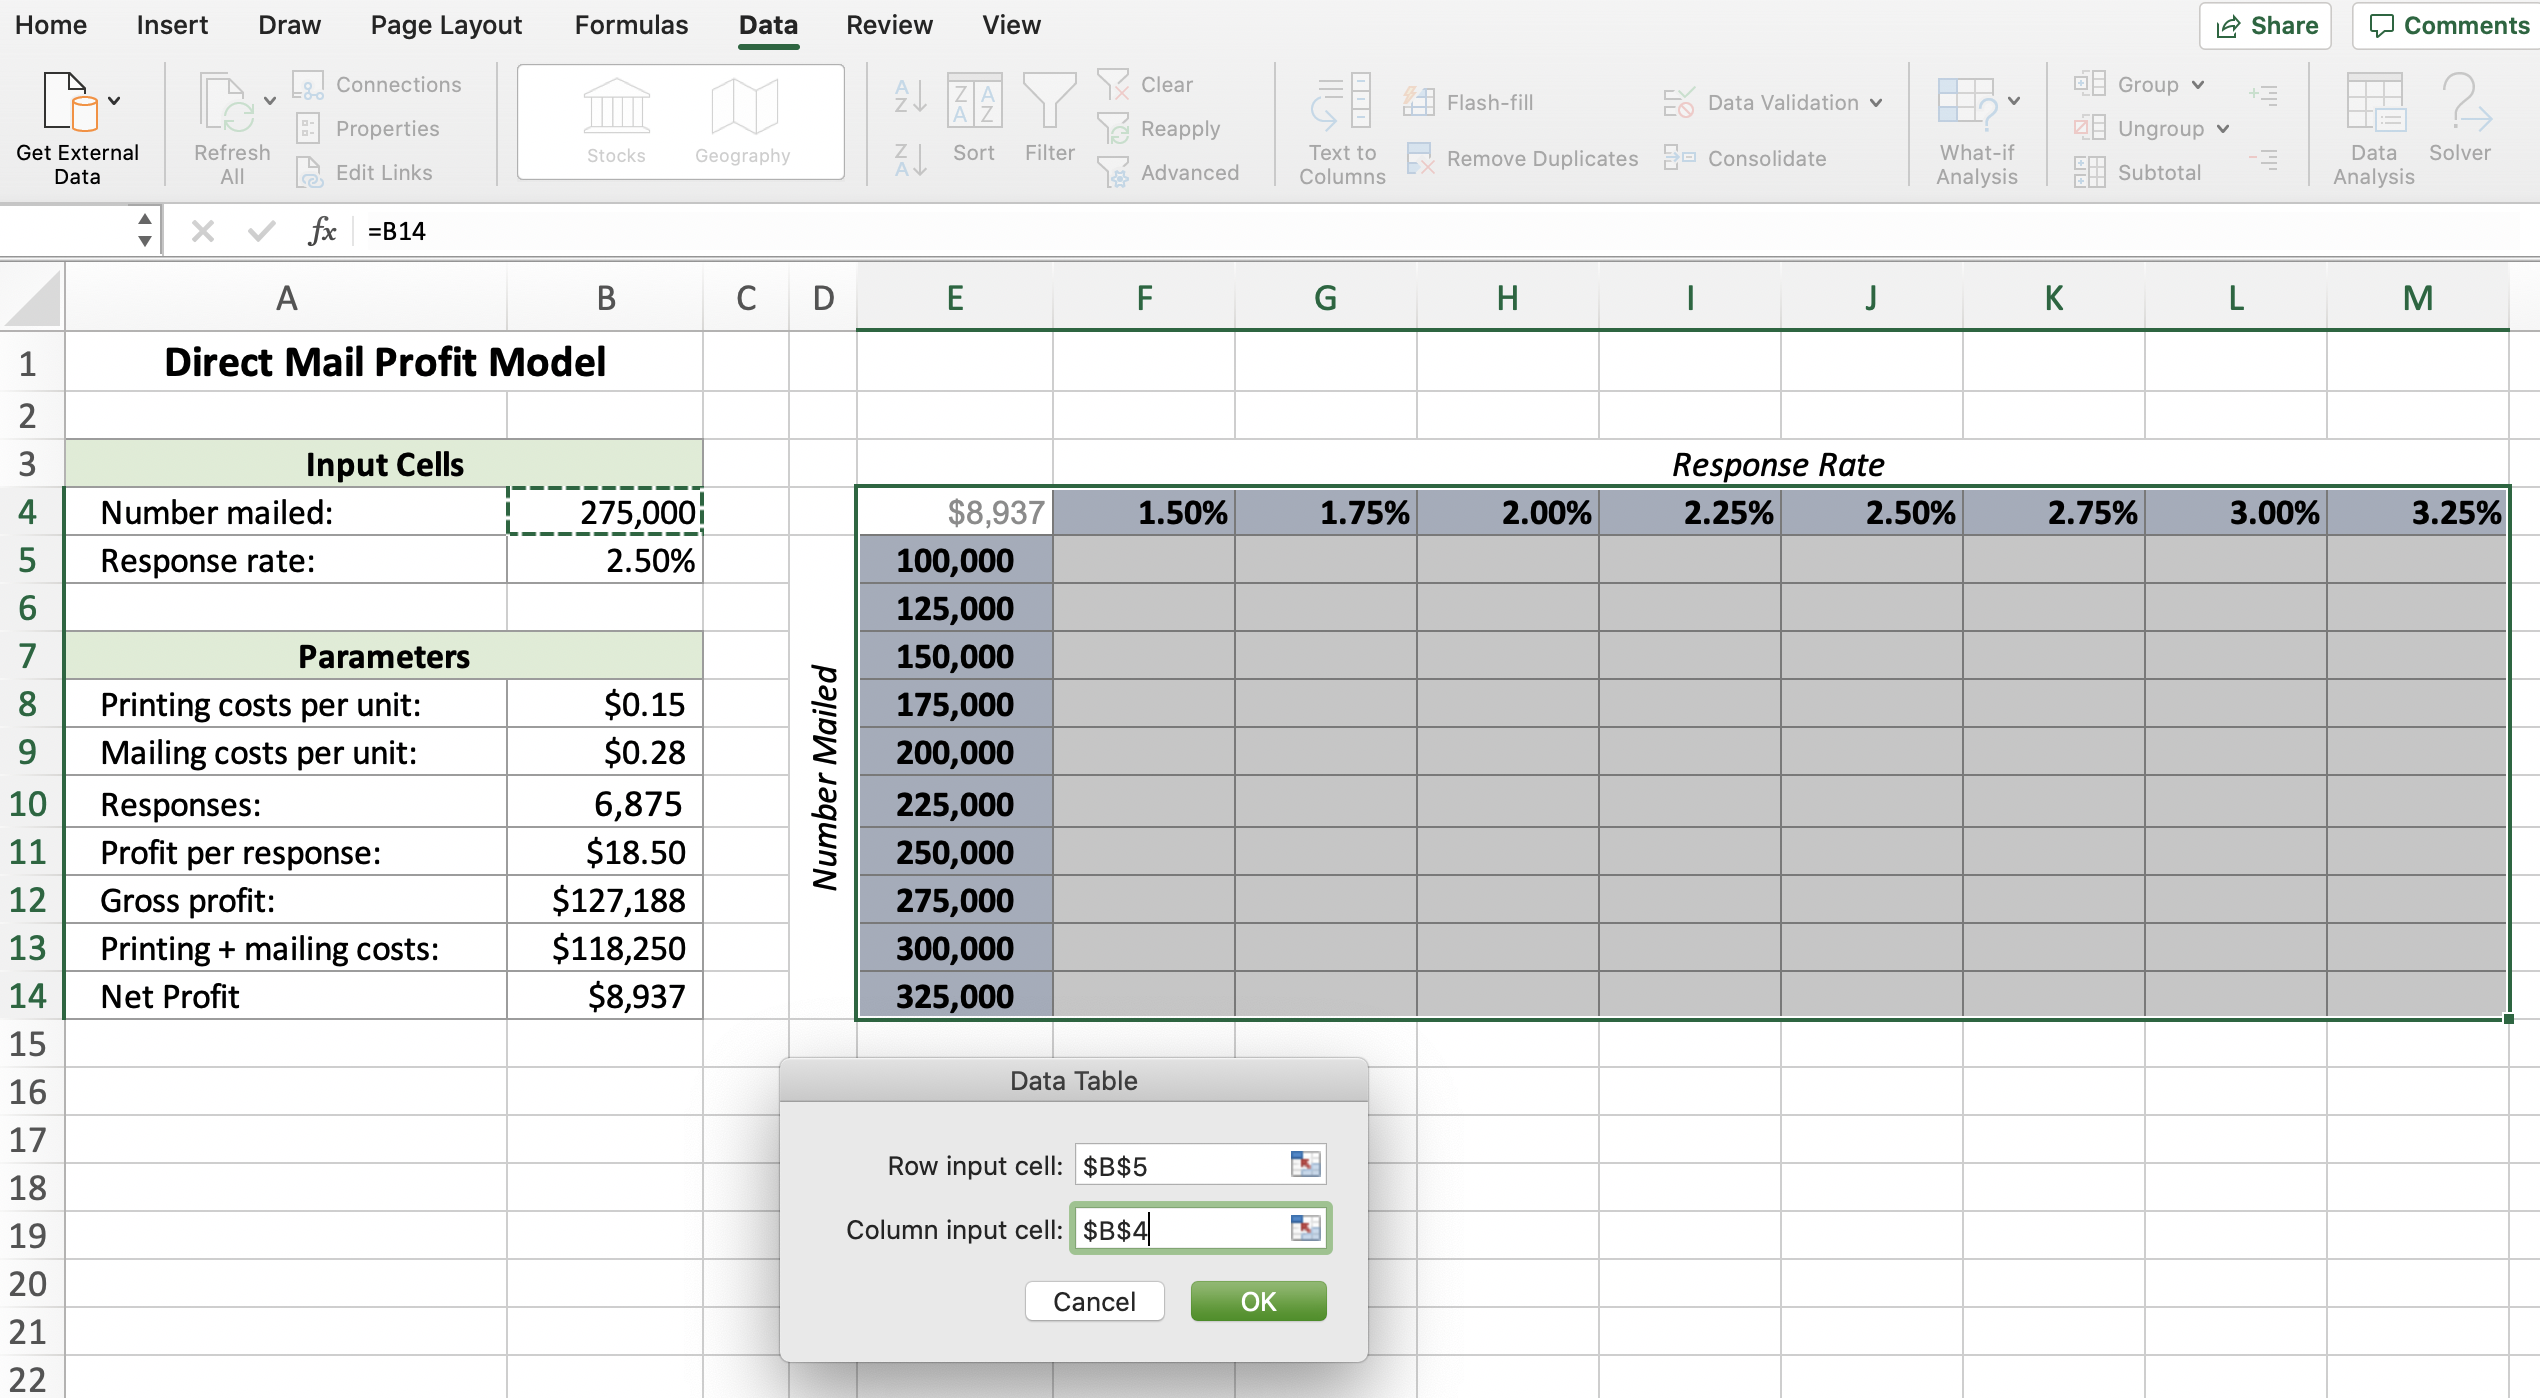 Home Insert Draw Page Layout Formulas Data Review View Share Comments
Get External Data
Refresh All
Connections
Properties
Edit Links
Stocks Geography
A Z
Z A
Z A A Z
Sort
Filter
Clear
Reapply
Advanced
Text to Columns
Flash-fill
Remove Duplicates
Data Validation
Consolidate
What-if Analysis
Group
Ungroup
Subtotal
Data Analysis
Solver
fx =B14
A B C D E F G H I J K L M
1 Direct Mail Profit Model
2
3 Input Cells Response Rate
4 Number mailed: 275,000 $8,937 1.50% 1.75% 2.00% 2.25% 2.50% 2.75% 3.00% 3.25%
5 Response rate: 2.50% 100,000
6 125,000
7 Parameters 150,000
8 Printing costs per unit: $0.15 175,000
9 Mailing costs per unit: $0.28 200,000
10 Responses: 6,875 225,000
11 Profit per response: $18.50 250,000
12 Gross profit: $127,188 275,000
13 Printing + mailing costs: $118,250 300,000
14 Net Profit $8,937 325,000
Number Mailed
15
16
17
18
19
20
21
22
Data Table
Row input cell: $B$5
Column input cell: $B$4
Cancel OK